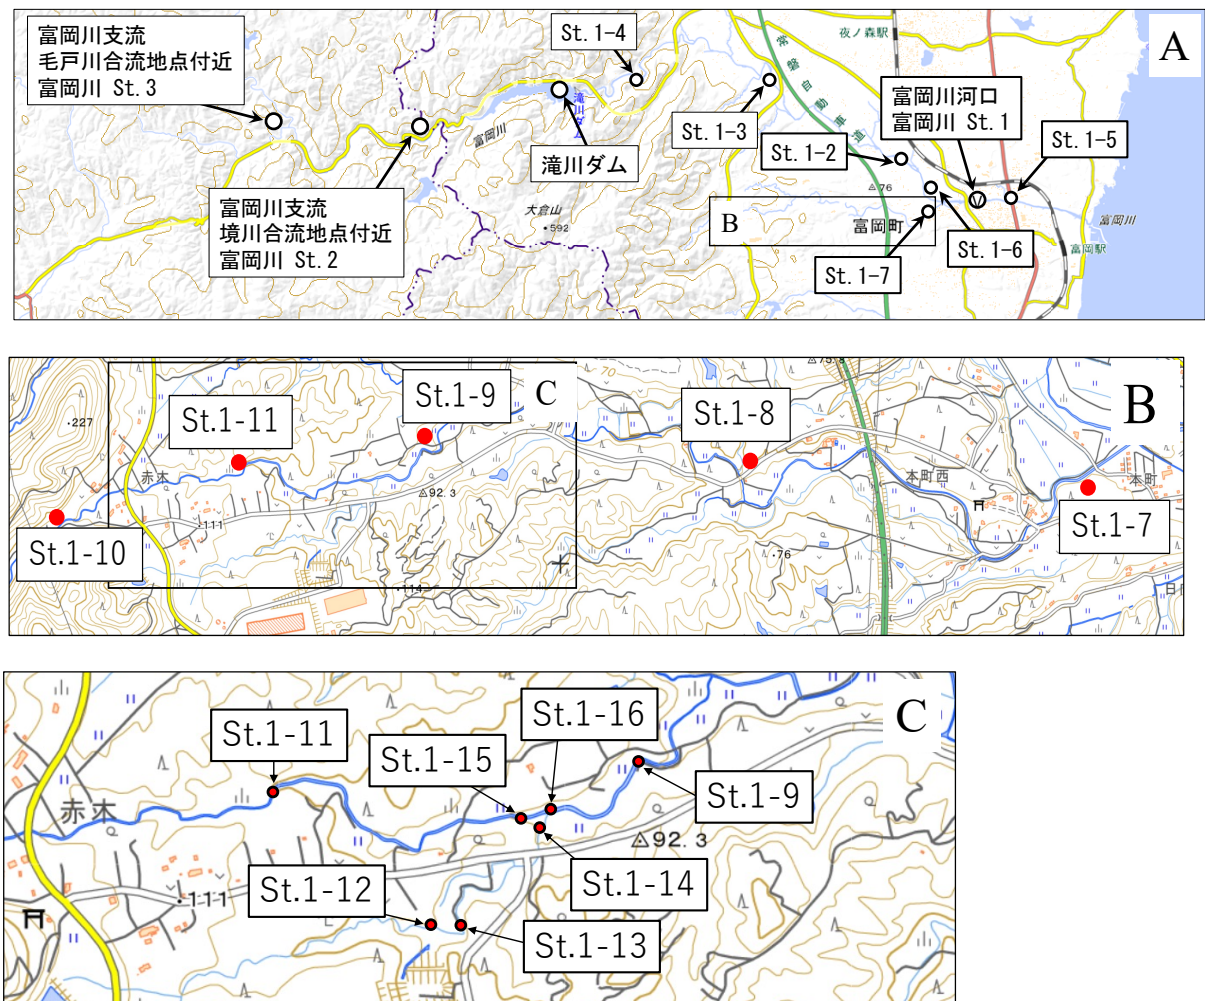 富岡川支流
毛戸川合流地点付近
富岡川 St.3
St.1-4
夜ノ森駅
A
常磐自動車道
富岡川河口
富岡川 St.1
滝川ダム
富岡川
St.1-3
St.1-2
St.1-5
滝川ダム
富岡川支流
境川合流地点付近
富岡川 St.2
大倉山
・592
76
B
富岡町
富岡川
St.1-6
富岡駅
St.1-7
75.8
70
St.1-9
C
B
St.1-11
St.1-8
・227
赤木
92.3
本町西
本町
・111
St.1-10
St.1-7
・76
・114
St.1-16
C
St.1-11
St.1-15
St.1-9
赤木
92.3
St.1-12
St.1-14
・111
St.1-13